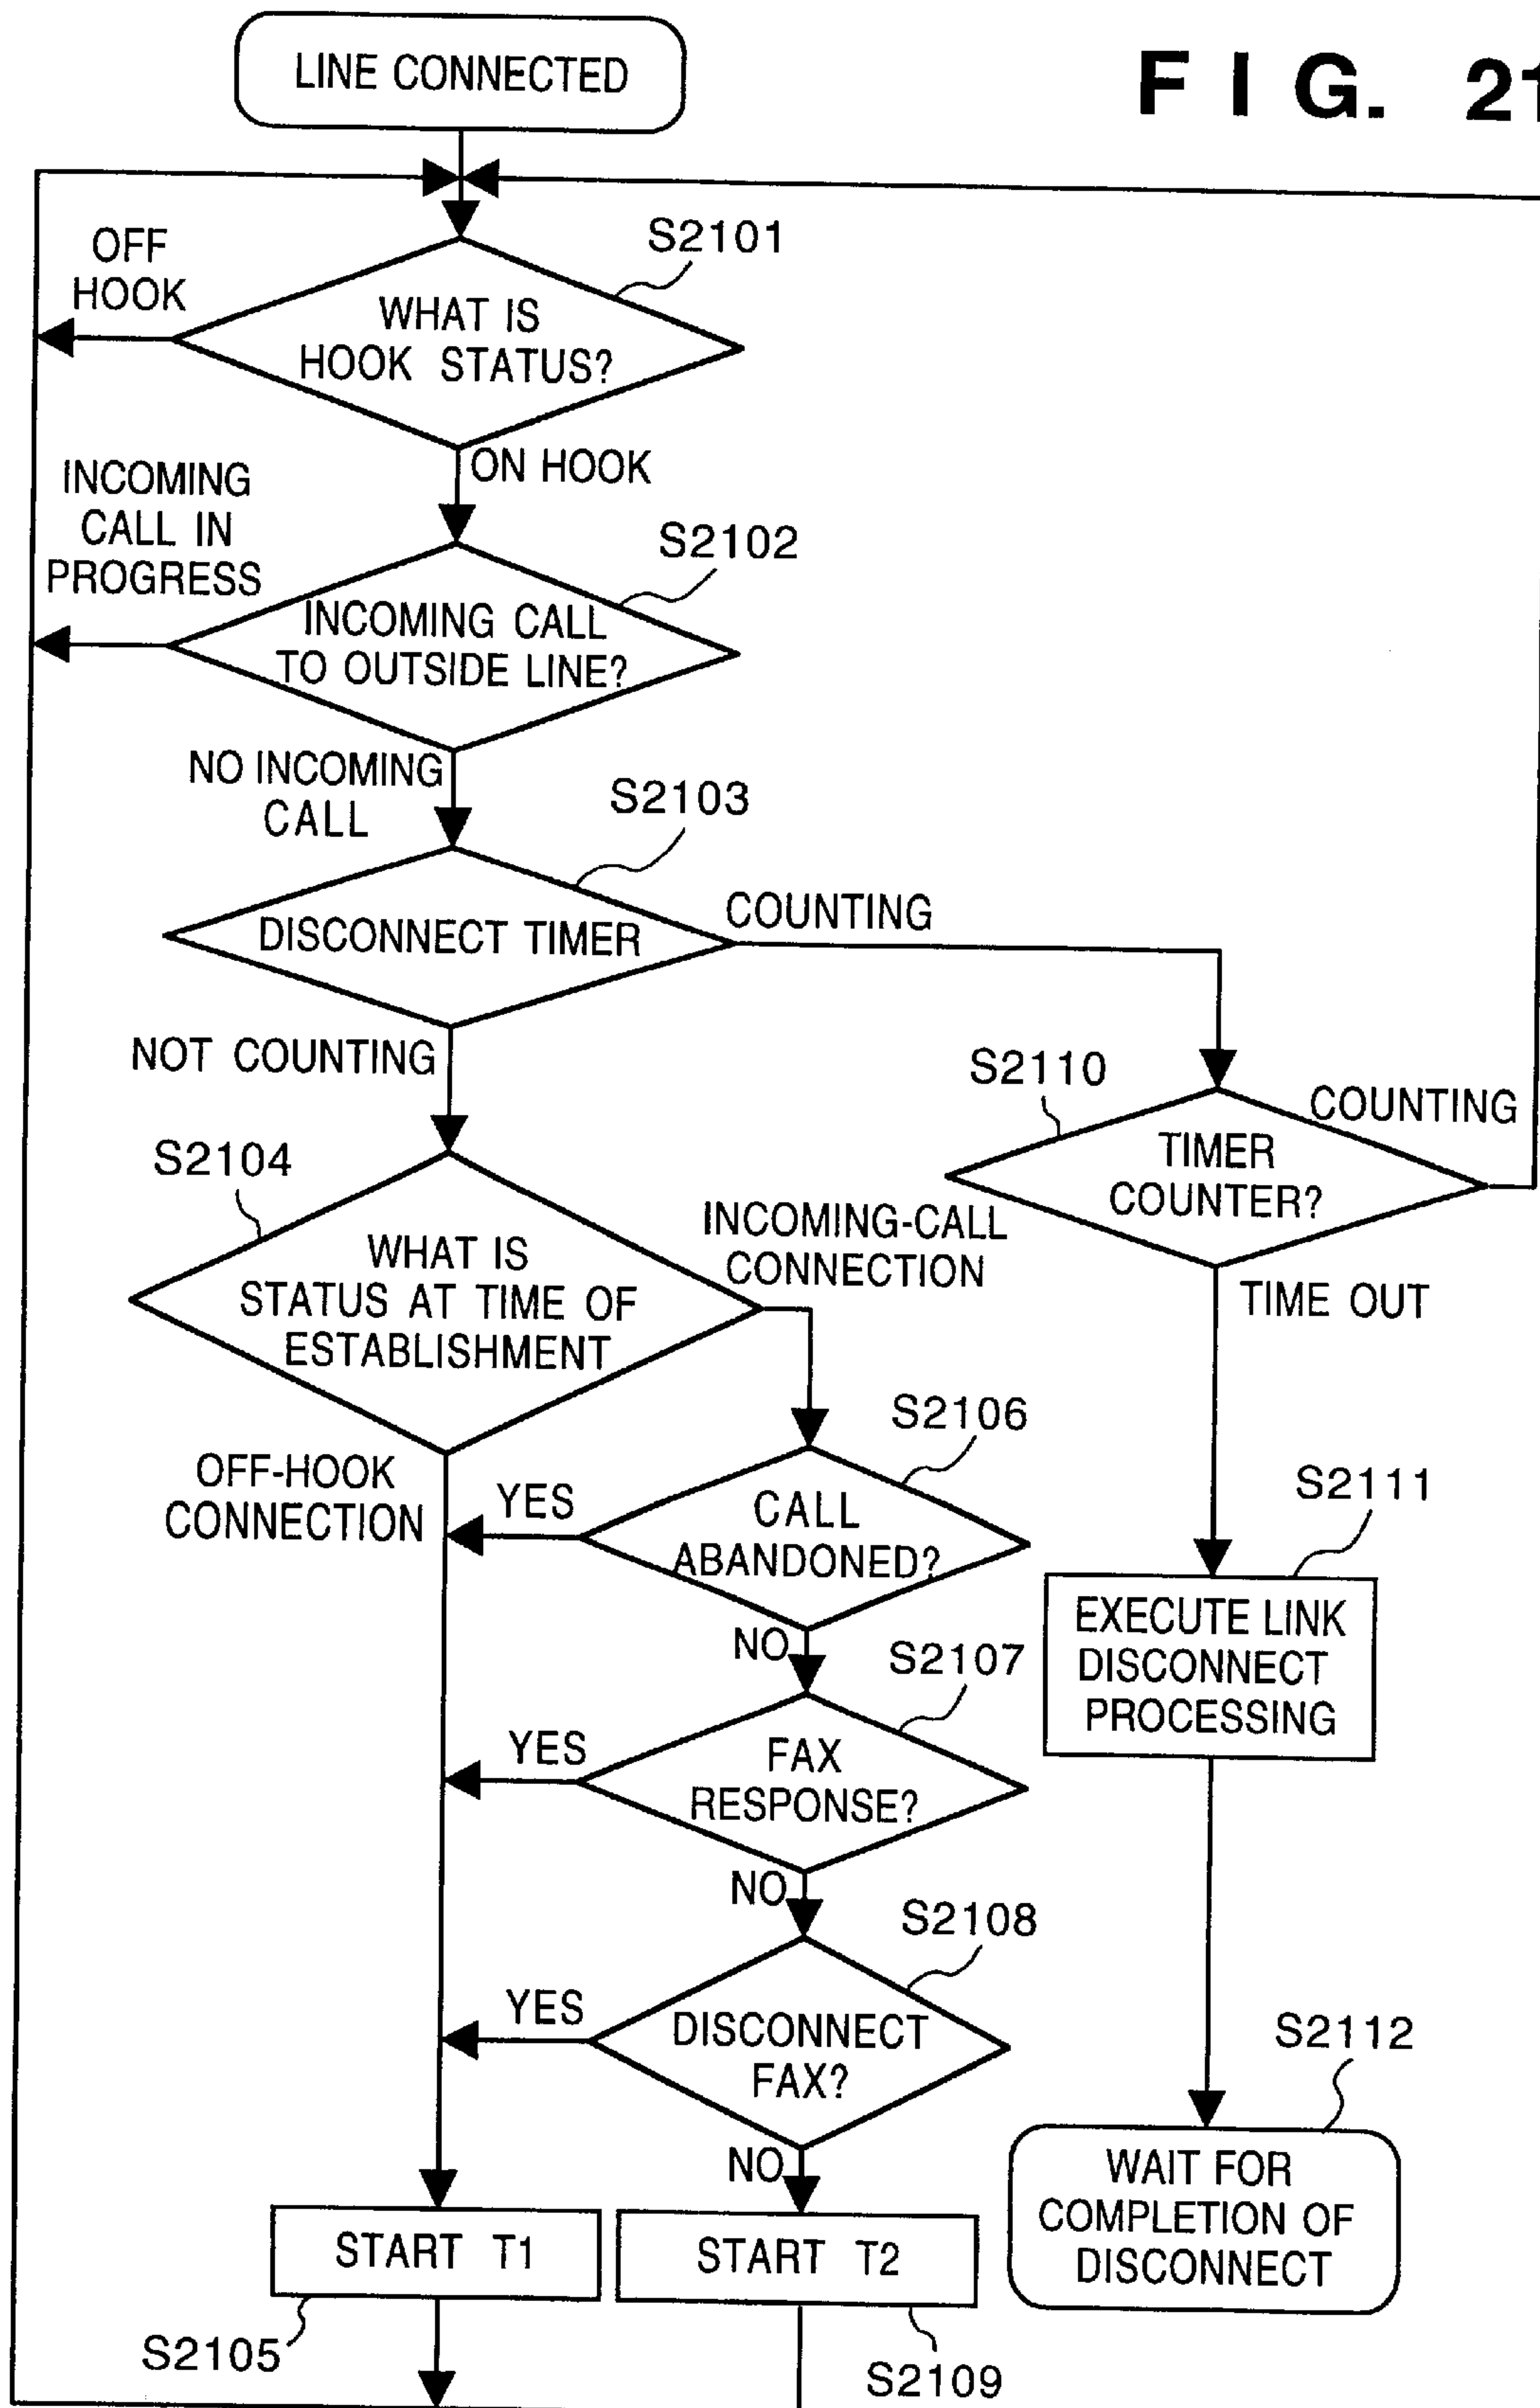 LINE CONNECTED
FIG. 21
S2101
OFF
HOOK
WHAT IS
HOOK STATUS?
ON HOOK
INCOMING
CALL IN
PROGRESS
S2102
INCOMING CALL
TO OUTSIDE LINE?
NO INCOMING
CALL
S2103
DISCONNECT TIMER
COUNTING
NOT COUNTING
S2110
COUNTING
TIMER
COUNTER?
TIME OUT
S2104
WHAT IS
STATUS AT TIME OF
ESTABLISHMENT
INCOMING-CALL
CONNECTION
OFF-HOOK
CONNECTION
S2106
YES
CALL
ABANDONED?
NO
S2111
EXECUTE LINK
DISCONNECT
PROCESSING
S2107
YES
FAX
RESPONSE?
NO
S2108
YES
DISCONNECT
FAX?
NO
S2112
WAIT FOR
COMPLETION OF
DISCONNECT
START T1
START T2
S2105
S2109